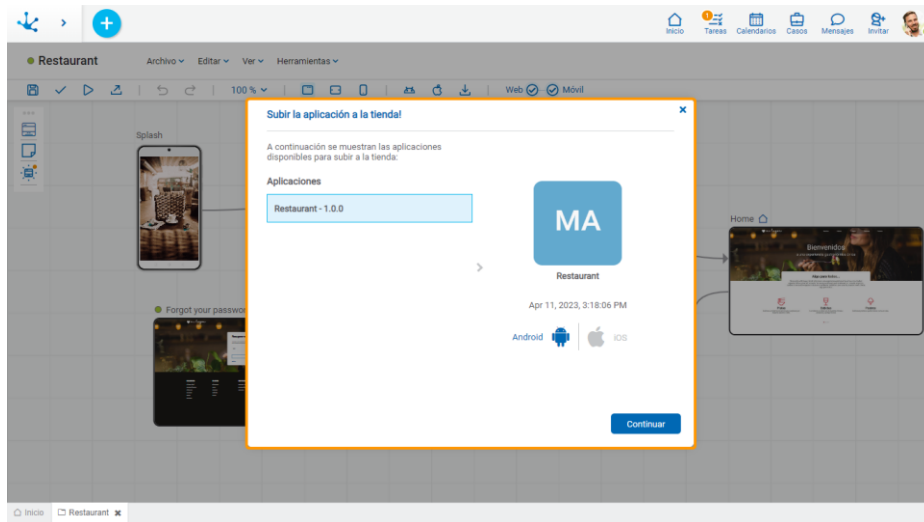 Inicio
1
Tareas
Calendarios
Casos
Mensajes
Invitar
Restaurant
Archivo Editar Ver Herramientas
100 % Web Móvil
Subir la aplicación a la tienda!
A continuación se muestran las aplicaciones
disponibles para subir a la tienda:
Aplicaciones
Restaurant - 1.0.0
MA
Restaurant
Apr 11, 2023, 3:18:06 PM
Android iOS
Continuar
Splash
Forgot your passwor
Home
Bienvenidos
Inicio Restaurant